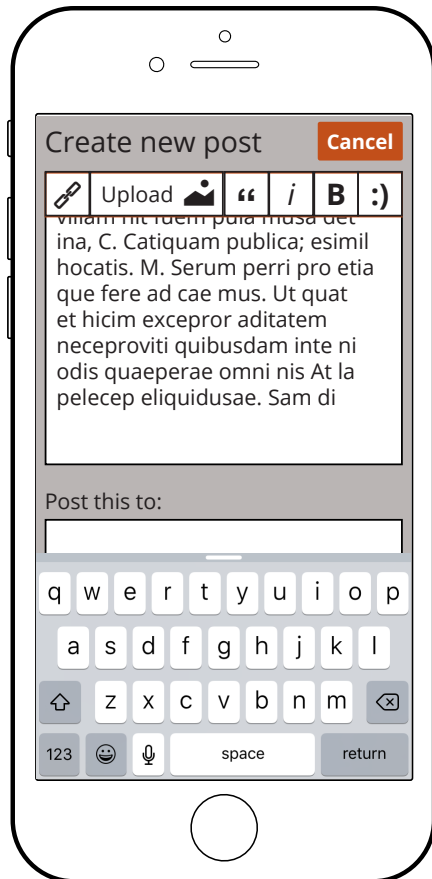 Create new post
Cancel
Upload “ i B :)
ina, C. Catiquam publica; esimil
hocatis. M. Serum perri pro etia
que fere ad cae mus. Ut quat
et hicim excepror aditatem
neceproviti quibusdam inte ni
odis quaeperae omni nis At la
pelecep eliquidusae. Sam di
Post this to:
q w e r t y u i o p
a s d f g h j k l
z x c v b n m
123 space return